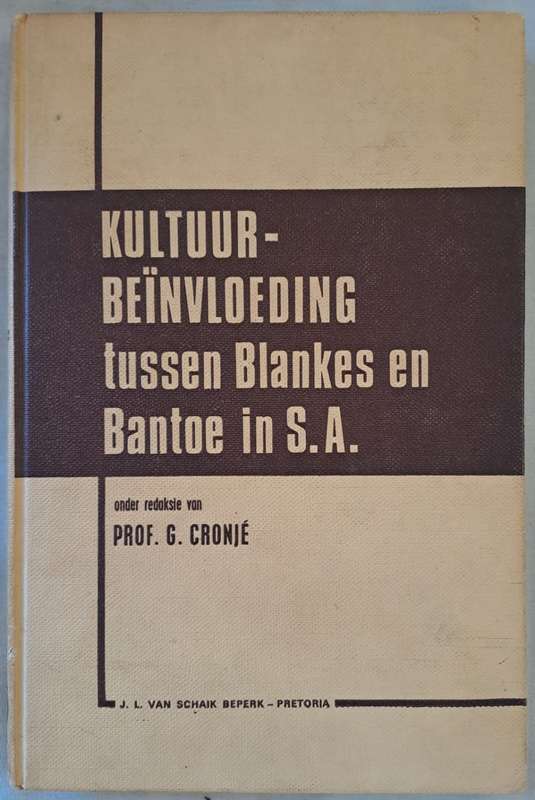 KULTUUR-
BEÏNVLOEDING
tussen Blankes en
Bantoe in S.A.
onder redaksie van
PROF. G. CRONJÉ
J. L. VAN SCHAIK BEPERK – PRETORIA